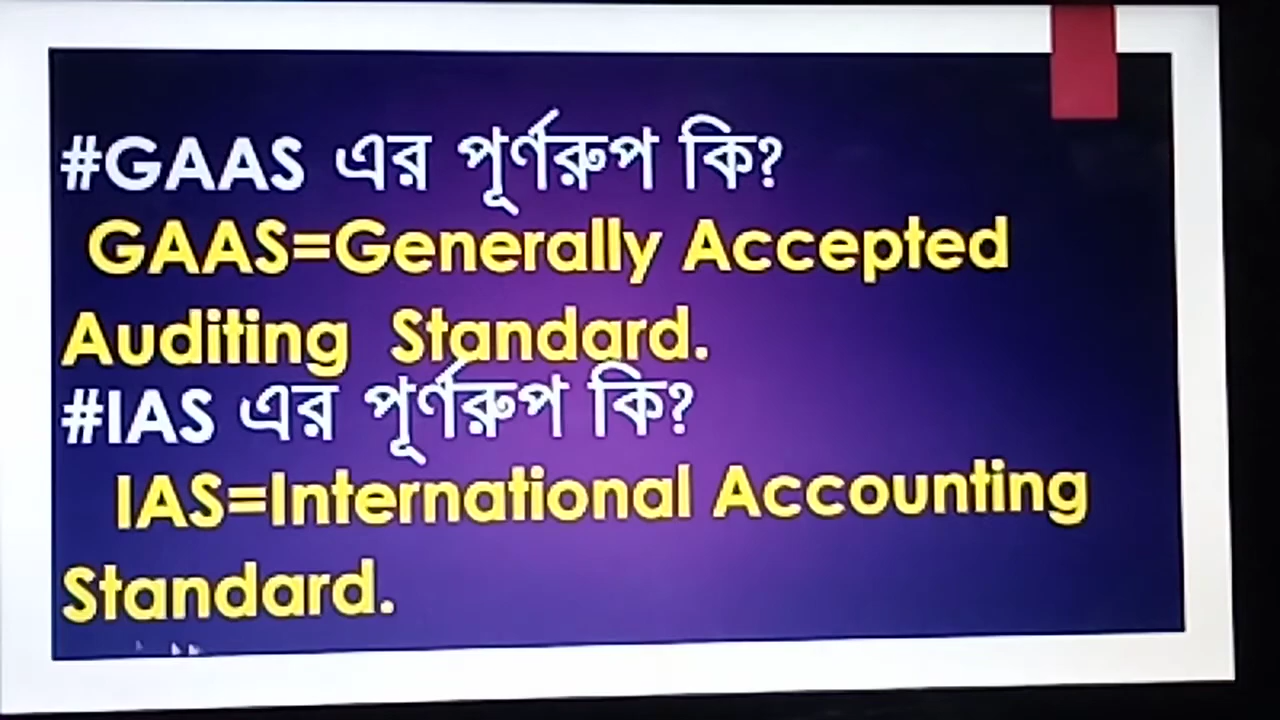 #GAAS এর পূর্ণরুপ কি?
GAAS=Generally Accepted
Auditing Standard.
#IAS এর পূর্ণরুপ কি?
IAS=International Accounting
Standard.